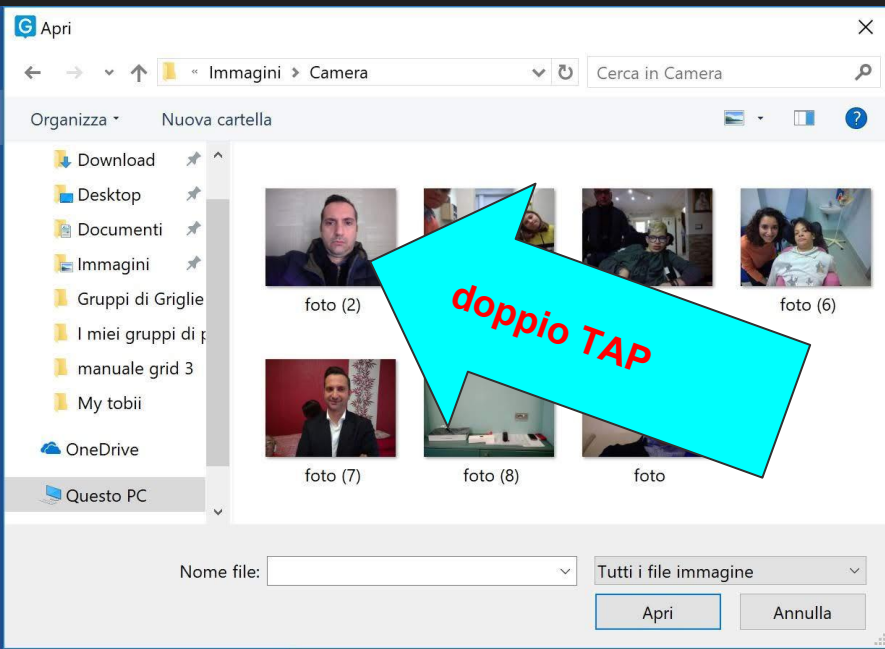 Apri
« Immagini > Camera
Cerca in Camera
Organizza
Nuova cartella
Download
Desktop
Documenti
Immagini
Gruppi di Griglie
I miei gruppi di
manuale grid 3
My tobii
OneDrive
Questo PC
foto (2)
foto (6)
doppio TAP
foto (7)
foto (8)
foto
Nome file:
Tutti i file immagine
Apri
Annulla